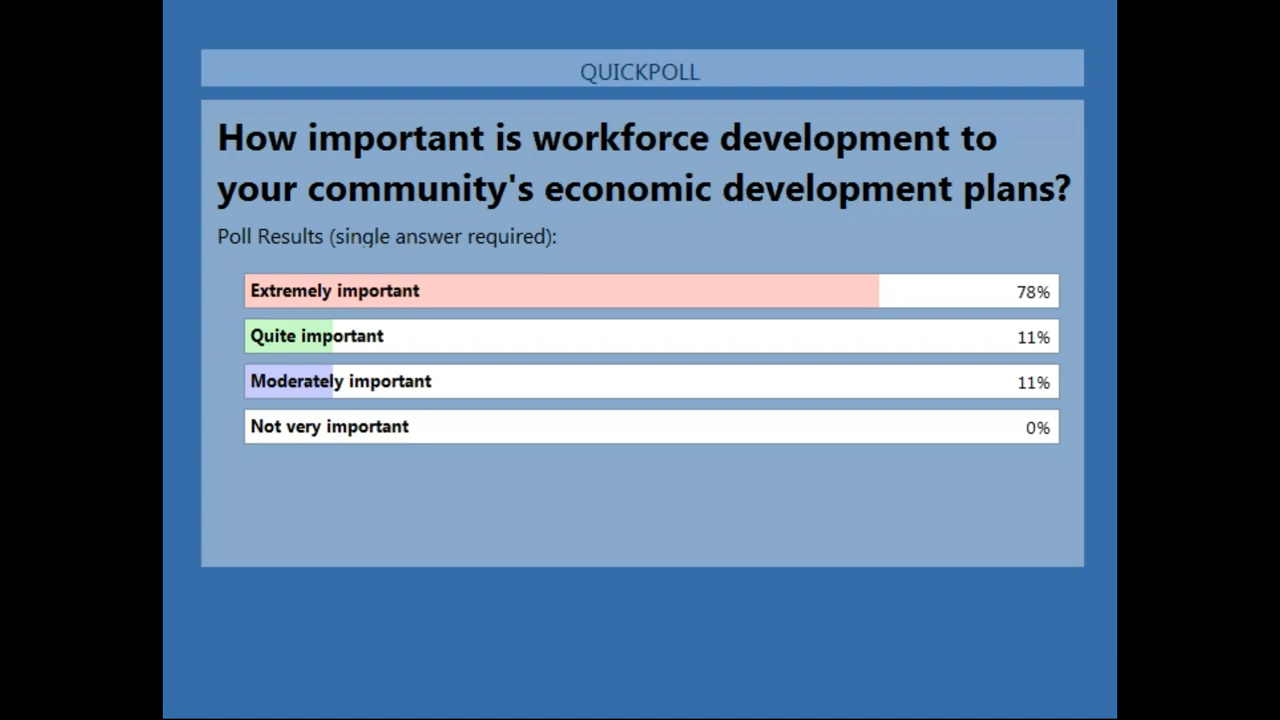 QUICKPOLL
How important is workforce development to
your community's economic development plans?
Poll Results (single answer required):
Extremely important 78%
Quite important 11%
Moderately important 11%
Not very important 0%